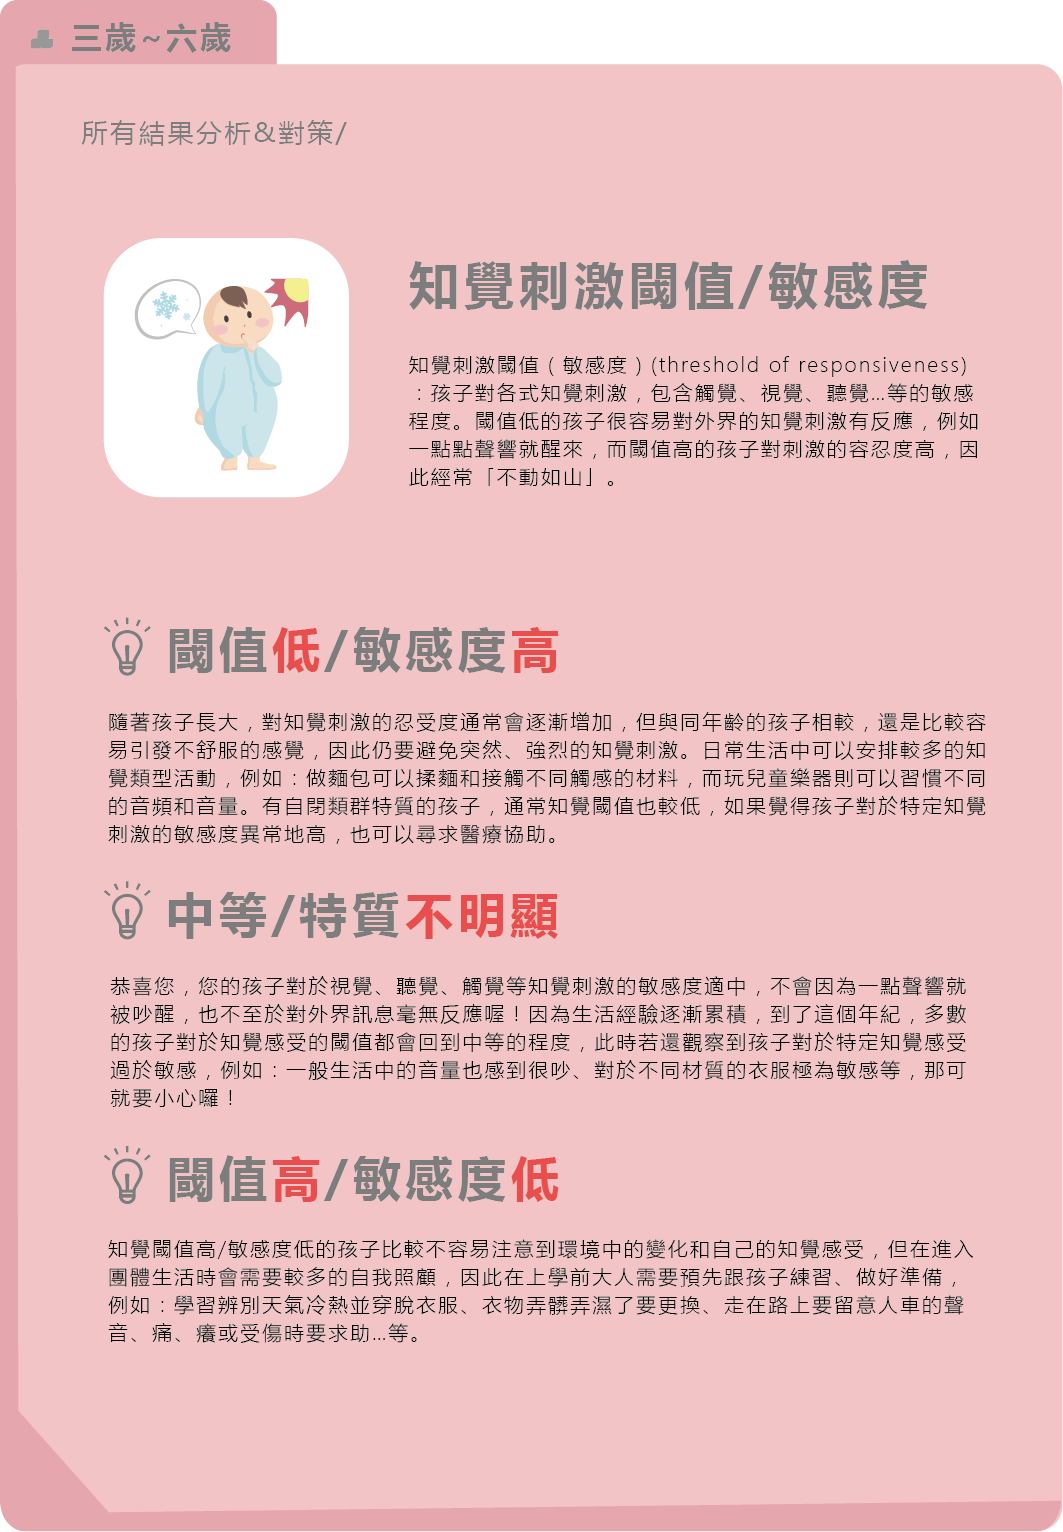 三歲~六歲
所有結果分析&對策/
知覺刺激閾值/敏感度
知覺刺激閾值(敏感度)(threshold of responsiveness)
：孩子對各式知覺刺激，包含觸覺、視覺、聽覺…等的敏感
程度。閾值低的孩子很容易對外界的知覺刺激有反應，例如
一點點聲響就醒來，而閾值高的孩子對刺激的容忍度高，因
此經常「不動如山」。
閾值低/敏感度高
隨著孩子長大，對知覺刺激的忍受度通常會逐漸增加，但與同年齡的孩子相較，還是比較容
易引發不舒服的感覺，因此仍要避免突然、強烈的知覺刺激。日常生活中可以安排較多的知
覺類型活動，例如：做麵包可以揉麵和接觸不同觸感的材料，而玩兒童樂器則可以習慣不同
的音頻和音量。有自閉類群特質的孩子，通常知覺閾值也較低，如果覺得孩子對於特定知覺
刺激的敏感度異常地高，也可以尋求醫療協助。
中等/特質不明顯
恭喜您，您的孩子對於視覺、聽覺、觸覺等知覺刺激的敏感度適中，不會因為一點聲響就
被吵醒，也不至於對外界訊息毫無反應喔！因為生活經驗逐漸累積，到了這個年紀，多數
的孩子對於知覺感受的閾值都會回到中等的程度，此時若還觀察到孩子對於特定知覺感受
過於敏感，例如：一般生活中的音量也感到很吵、對於不同材質的衣服極為敏感等，那可
就要小心囉！
閾值高/敏感度低
知覺閾值高/敏感度低的孩子比較不容易注意到環境中的變化和自己的知覺感受，但在進入
團體生活時會需要較多的自我照顧，因此在上學前大人需要預先跟孩子練習、做好準備，
例如：學習辨別天氣冷熱並穿脫衣服、衣物弄髒弄濕了要更換、走在路上要留意人車的聲
音、痛、癢或受傷時要求助…等。